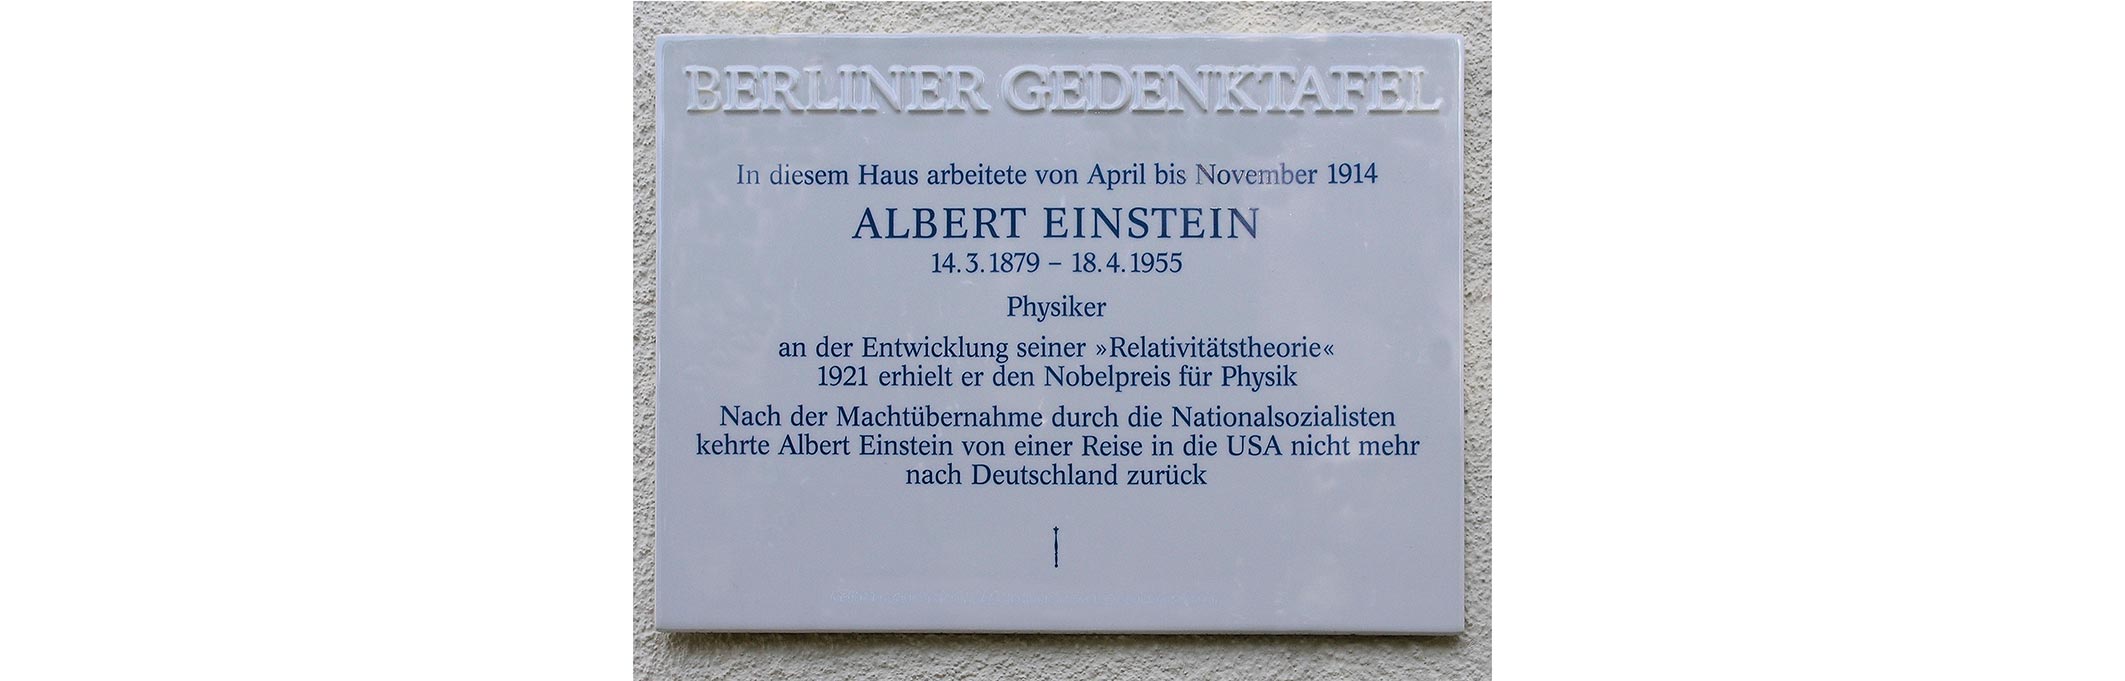 BERLINER GEDENKTAFEL
In diesem Haus arbeitete von April bis November 1914
ALBERT EINSTEIN
14.3.1879 – 18.4.1955
Physiker
an der Entwicklung seiner »Relativitätstheorie«
1921 erhielt er den Nobelpreis für Physik
Nach der Machtübernahme durch die Nationalsozialisten
kehrte Albert Einstein von einer Reise in die USA nicht mehr
nach Deutschland zurück